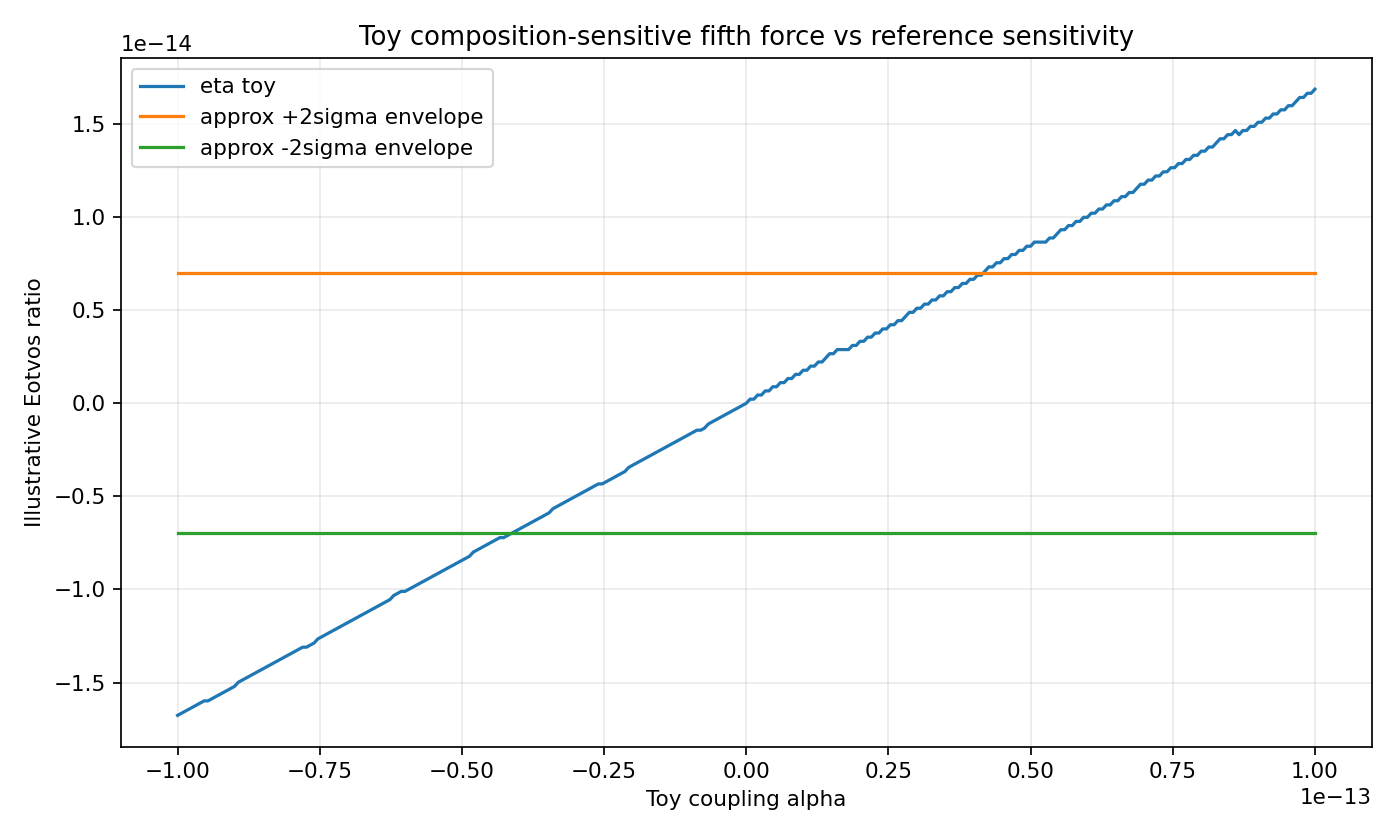 Toy composition-sensitive fifth force vs reference sensitivity
1e−14
eta toy
approx +2sigma envelope
approx -2sigma envelope
1.5
1.0
0.5
0.0
−0.5
−1.0
−1.5
Illustrative Eotvos ratio
−1.00
−0.75
−0.50
−0.25
0.00
0.25
0.50
0.75
1.00
1e−13
Toy coupling alpha